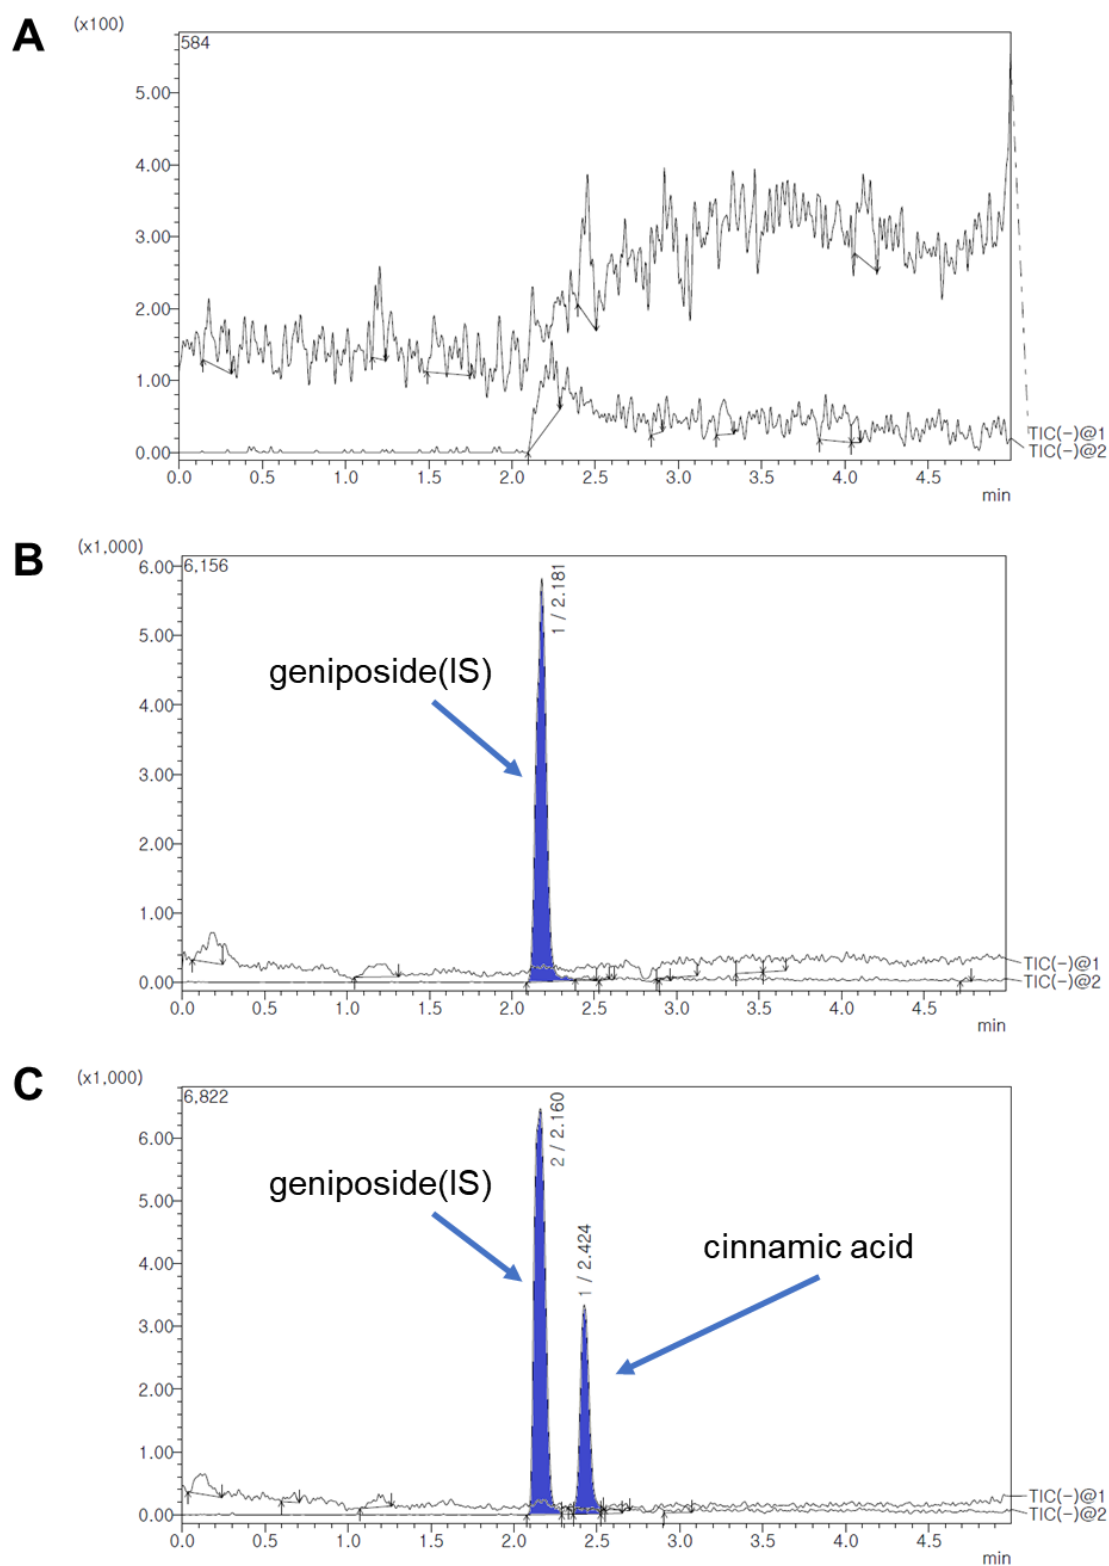 A
(x100)
584
5.00
4.00
3.00
2.00
1.00
0.00
0.0 0.5 1.0 1.5 2.0 2.5 3.0 3.5 4.0 4.5
min
TIC(-)@1
TIC(-)@2
B
(x1,000)
6,156
6.00
5.00
4.00
3.00
2.00
1.00
0.00
1 / 2.181
geniposide(IS)
TIC(-)@1
TIC(-)@2
0.0 0.5 1.0 1.5 2.0 2.5 3.0 3.5 4.0 4.5
min
C
(x1,000)
6,822
6.00
5.00
4.00
3.00
2.00
1.00
0.00
2 / 2.160
geniposide(IS)
1 / 2.424
cinnamic acid
TIC(-)@1
TIC(-)@2
0.0 0.5 1.0 1.5 2.0 2.5 3.0 3.5 4.0 4.5
min